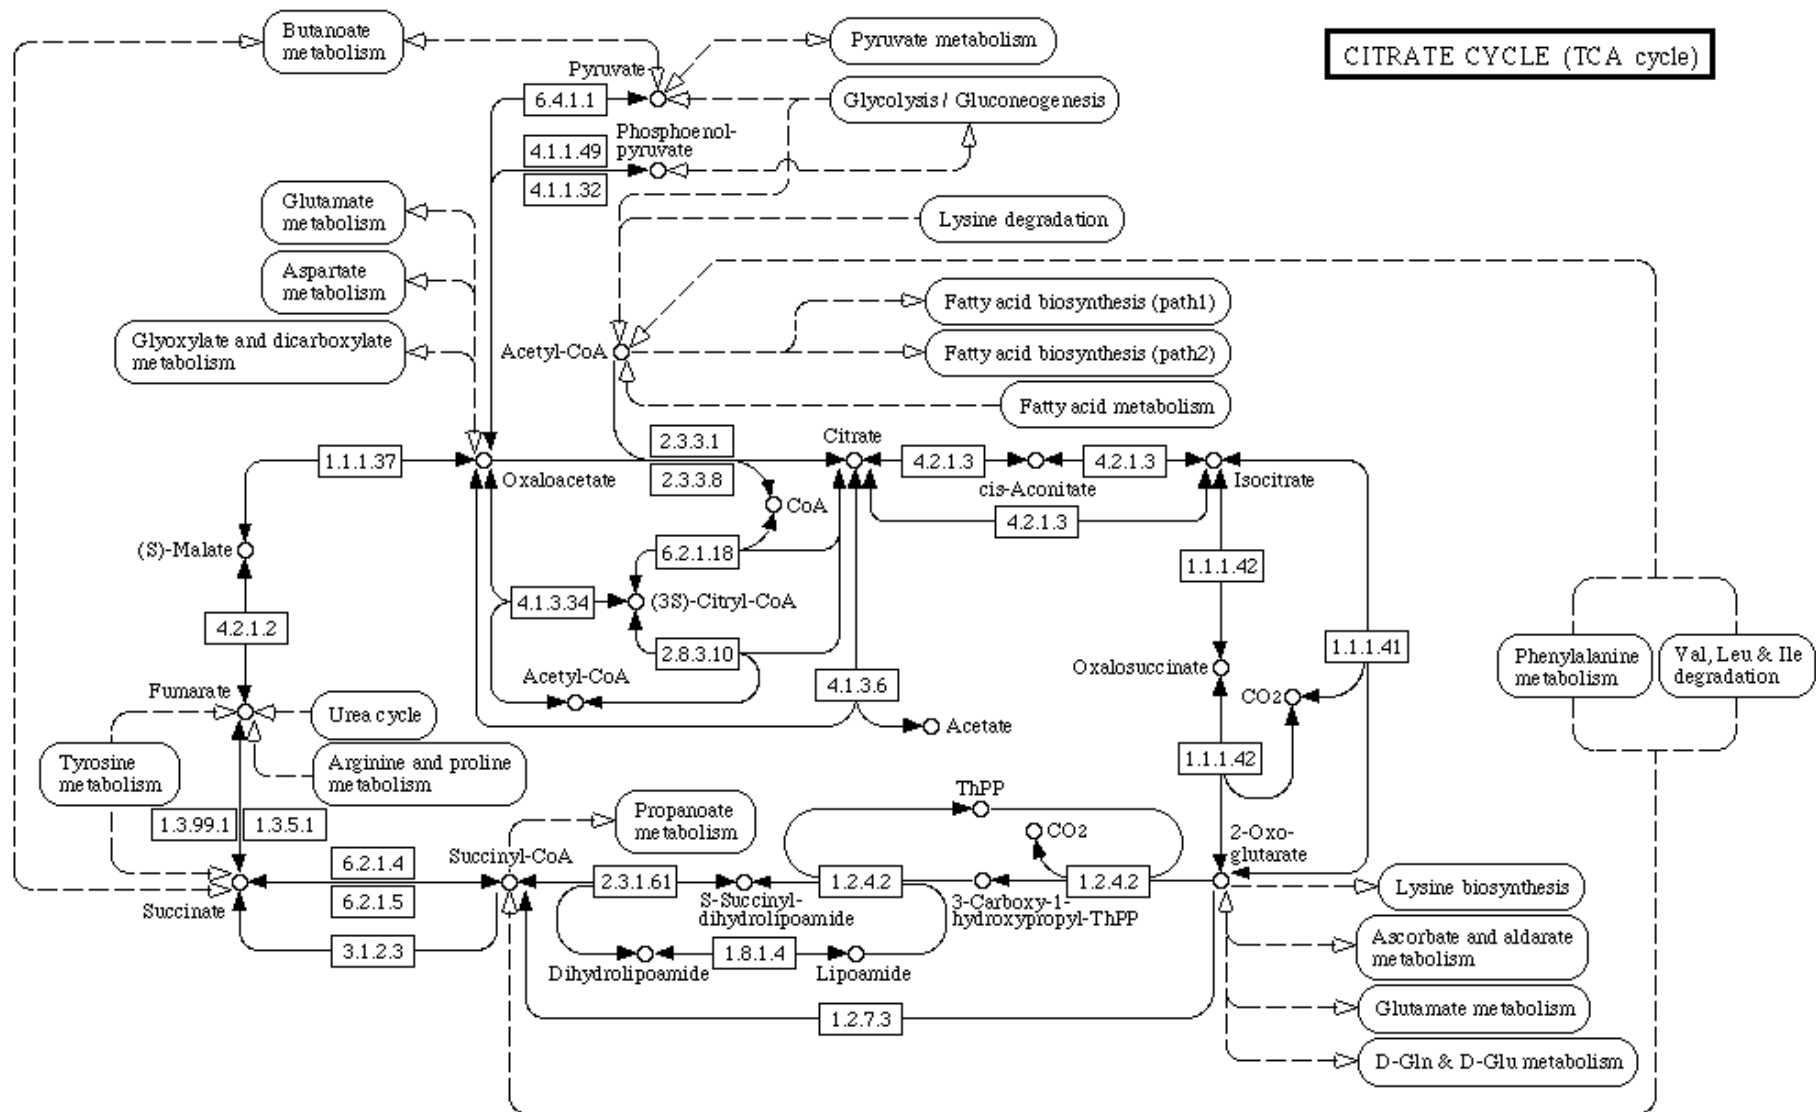 Butanoate
metabolism
Pyruvate metabolism
CITRATE CYCLE (TCA cycle)
Pyruvate
6.4.1.1
Glycolysis / Gluconeogenesis
Phosphoenol-
pyruvate
4.1.1.49
4.1.1.32
Glutamate
metabolism
Lysine degradation
Aspartate
metabolism
Fatty acid biosynthesis (path1)
Glyoxylate and dicarboxylate
metabolism
Acetyl-CoA
Fatty acid biosynthesis (path2)
Fatty acid metabolism
1.1.1.37
Oxaloacetate
2.3.3.1
2.3.3.8
Citrate
4.2.1.3
4.2.1.3
cis-Aconitate
Isocitrate
CoA
4.2.1.3
(S)-Malate
6.2.1.18
1.1.1.42
4.1.3.34
(3S)-Citryl-CoA
4.2.1.2
2.8.3.10
1.1.1.41
Phenylalanine
metabolism
Val, Leu & Ile
degradation
Oxalosuccinate
Acetyl-CoA
4.1.3.6
CO2
Fumarate
Urea cycle
Acetate
Tyrosine
metabolism
Arginine and proline
metabolism
1.1.1.42
ThPP
1.3.99.1
1.3.5.1
Propanoate
metabolism
CO2
2-Oxo-
glutarate
6.2.1.4
Succinyl-CoA
2.3.1.61
1.2.4.2
1.2.4.2
Lysine biosynthesis
Succinate
6.2.1.5
S-Succinyl-
dihydrolipoamide
3-Carboxy-1-
hydroxypropyl-ThPP
3.1.2.3
1.8.1.4
Ascorbate and aldarate
metabolism
Dihydrolipoamide
Lipoamide
1.2.7.3
Glutamate metabolism
D-Gln & D-Glu metabolism